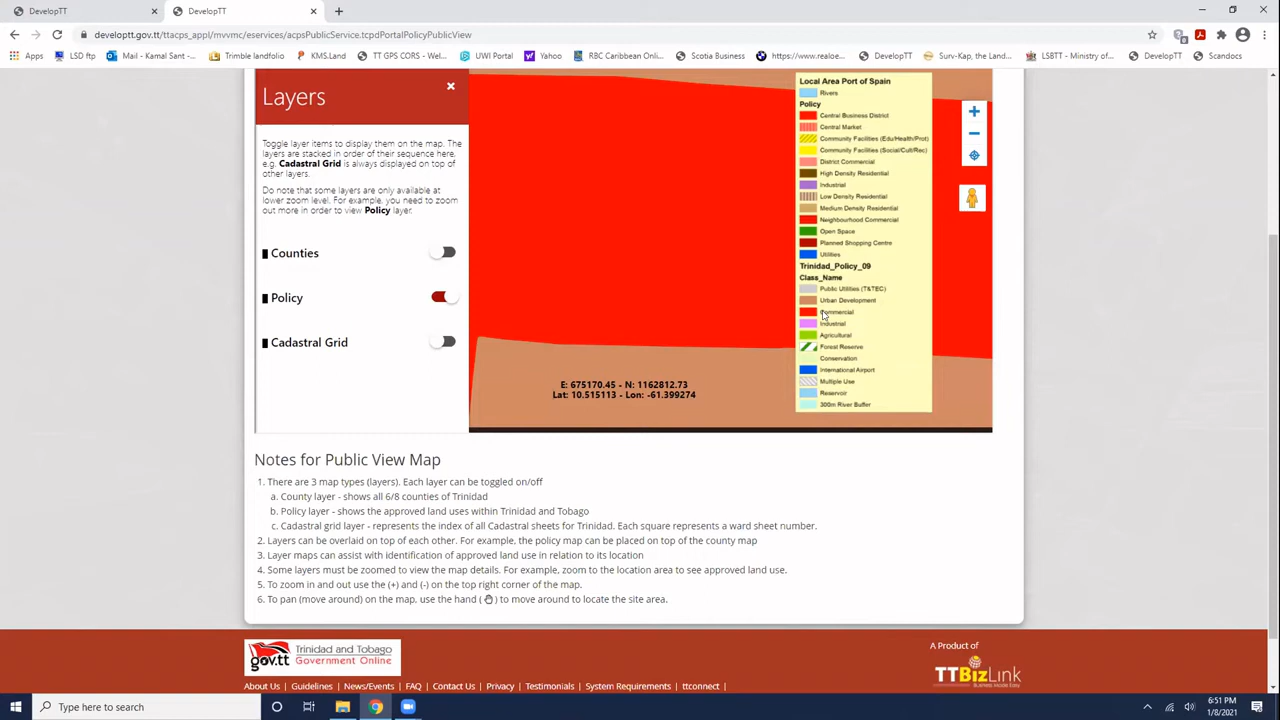 DevelopTT
DevelopTT
developtt.gov.tt/ttacps_appl/mvvmc/eservices/acpsPublicService.tcpdPortalPolicyPublicView
Apps
LSD ftp
Mail - Kamal Sant -...
Trimble landfolio
KMS.Land
TT GPS CORS - Wel...
UWI Portal
Yahoo
RBC Caribbean Onli...
Scotia Business
https://www.realoe...
DevelopTT
Surv-Kap, the Land...
LSBTT - Ministry of...
DevelopTT
Scandocs
Layers
Toggle layer items to display them on the map. The
layers are stacked in order of their sequence here,
e.g. Cadastral Grid is always displayed on top of
other layers.
Do note that some layers are only available at
lower zoom level. For example, you need to zoom
out more in order to view Policy layer.
Counties
Policy
Cadastral Grid
E: 675170.45 - N: 1162812.73
Lat: 10.515113 - Lon: -61.399274
Local Area Port of Spain
Rivers
Policy
Central Business District
Central Market
Community Facilities (Edu/Health/Prot)
Community Facilities (Social/Cult/Rec)
District Commercial
High Density Residential
Industrial
Low Density Residential
Medium Density Residential
Neighbourhood Commercial
Open Space
Planned Shopping Centre
Utilities
Trinidad_Policy_09
Class_Name
Public Utilities (T&TEC)
Urban Development
Commercial
Industrial
Agricultural
Forest Reserve
Conservation
International Airport
Multiple Use
Reservoir
300m River Buffer
Notes for Public View Map
1. There are 3 map types (layers). Each layer can be toggled on/off
a. County layer - shows all 6/8 counties of Trinidad
b. Policy layer - shows the approved land uses within Trinidad and Tobago
c. Cadastral grid layer - represents the index of all Cadastral sheets for Trinidad. Each square represents a ward sheet number.
2. Layers can be overlaid on top of each other. For example, the policy map can be placed on top of the county map
3. Layer maps can assist with identification of approved land use in relation to its location
4. Some layers must be zoomed to view the map details. For example, zoom to the location area to see approved land use.
5. To zoom in and out use the (+) and (-) on the top right corner of the map.
6. To pan (move around) on the map, use the hand ( ) to move around to locate the site area.
gov.tt
Trinidad and Tobago
Government Online
A Product of
TTBizLink
Business Made Easy
About Us | Guidelines | News/Events | FAQ | Contact Us | Privacy | Testimonials | System Requirements | ttconnect |
Type here to search
6:51 PM
1/8/2021